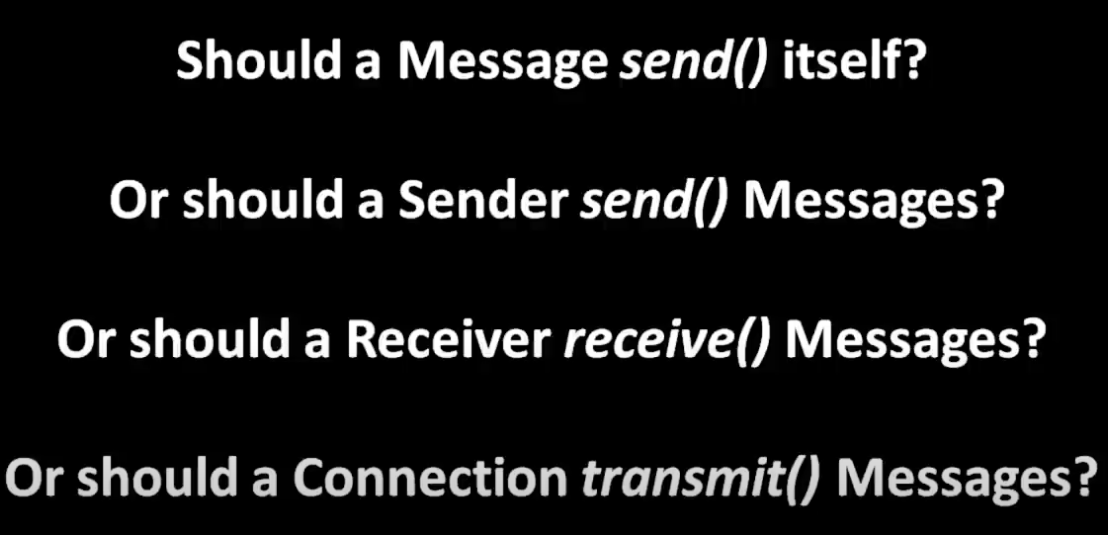 Should a Message send() itself?
Or should a Sender send() Messages?
Or should a Receiver receive() Messages?
Or should a Connection transmit() Messages?